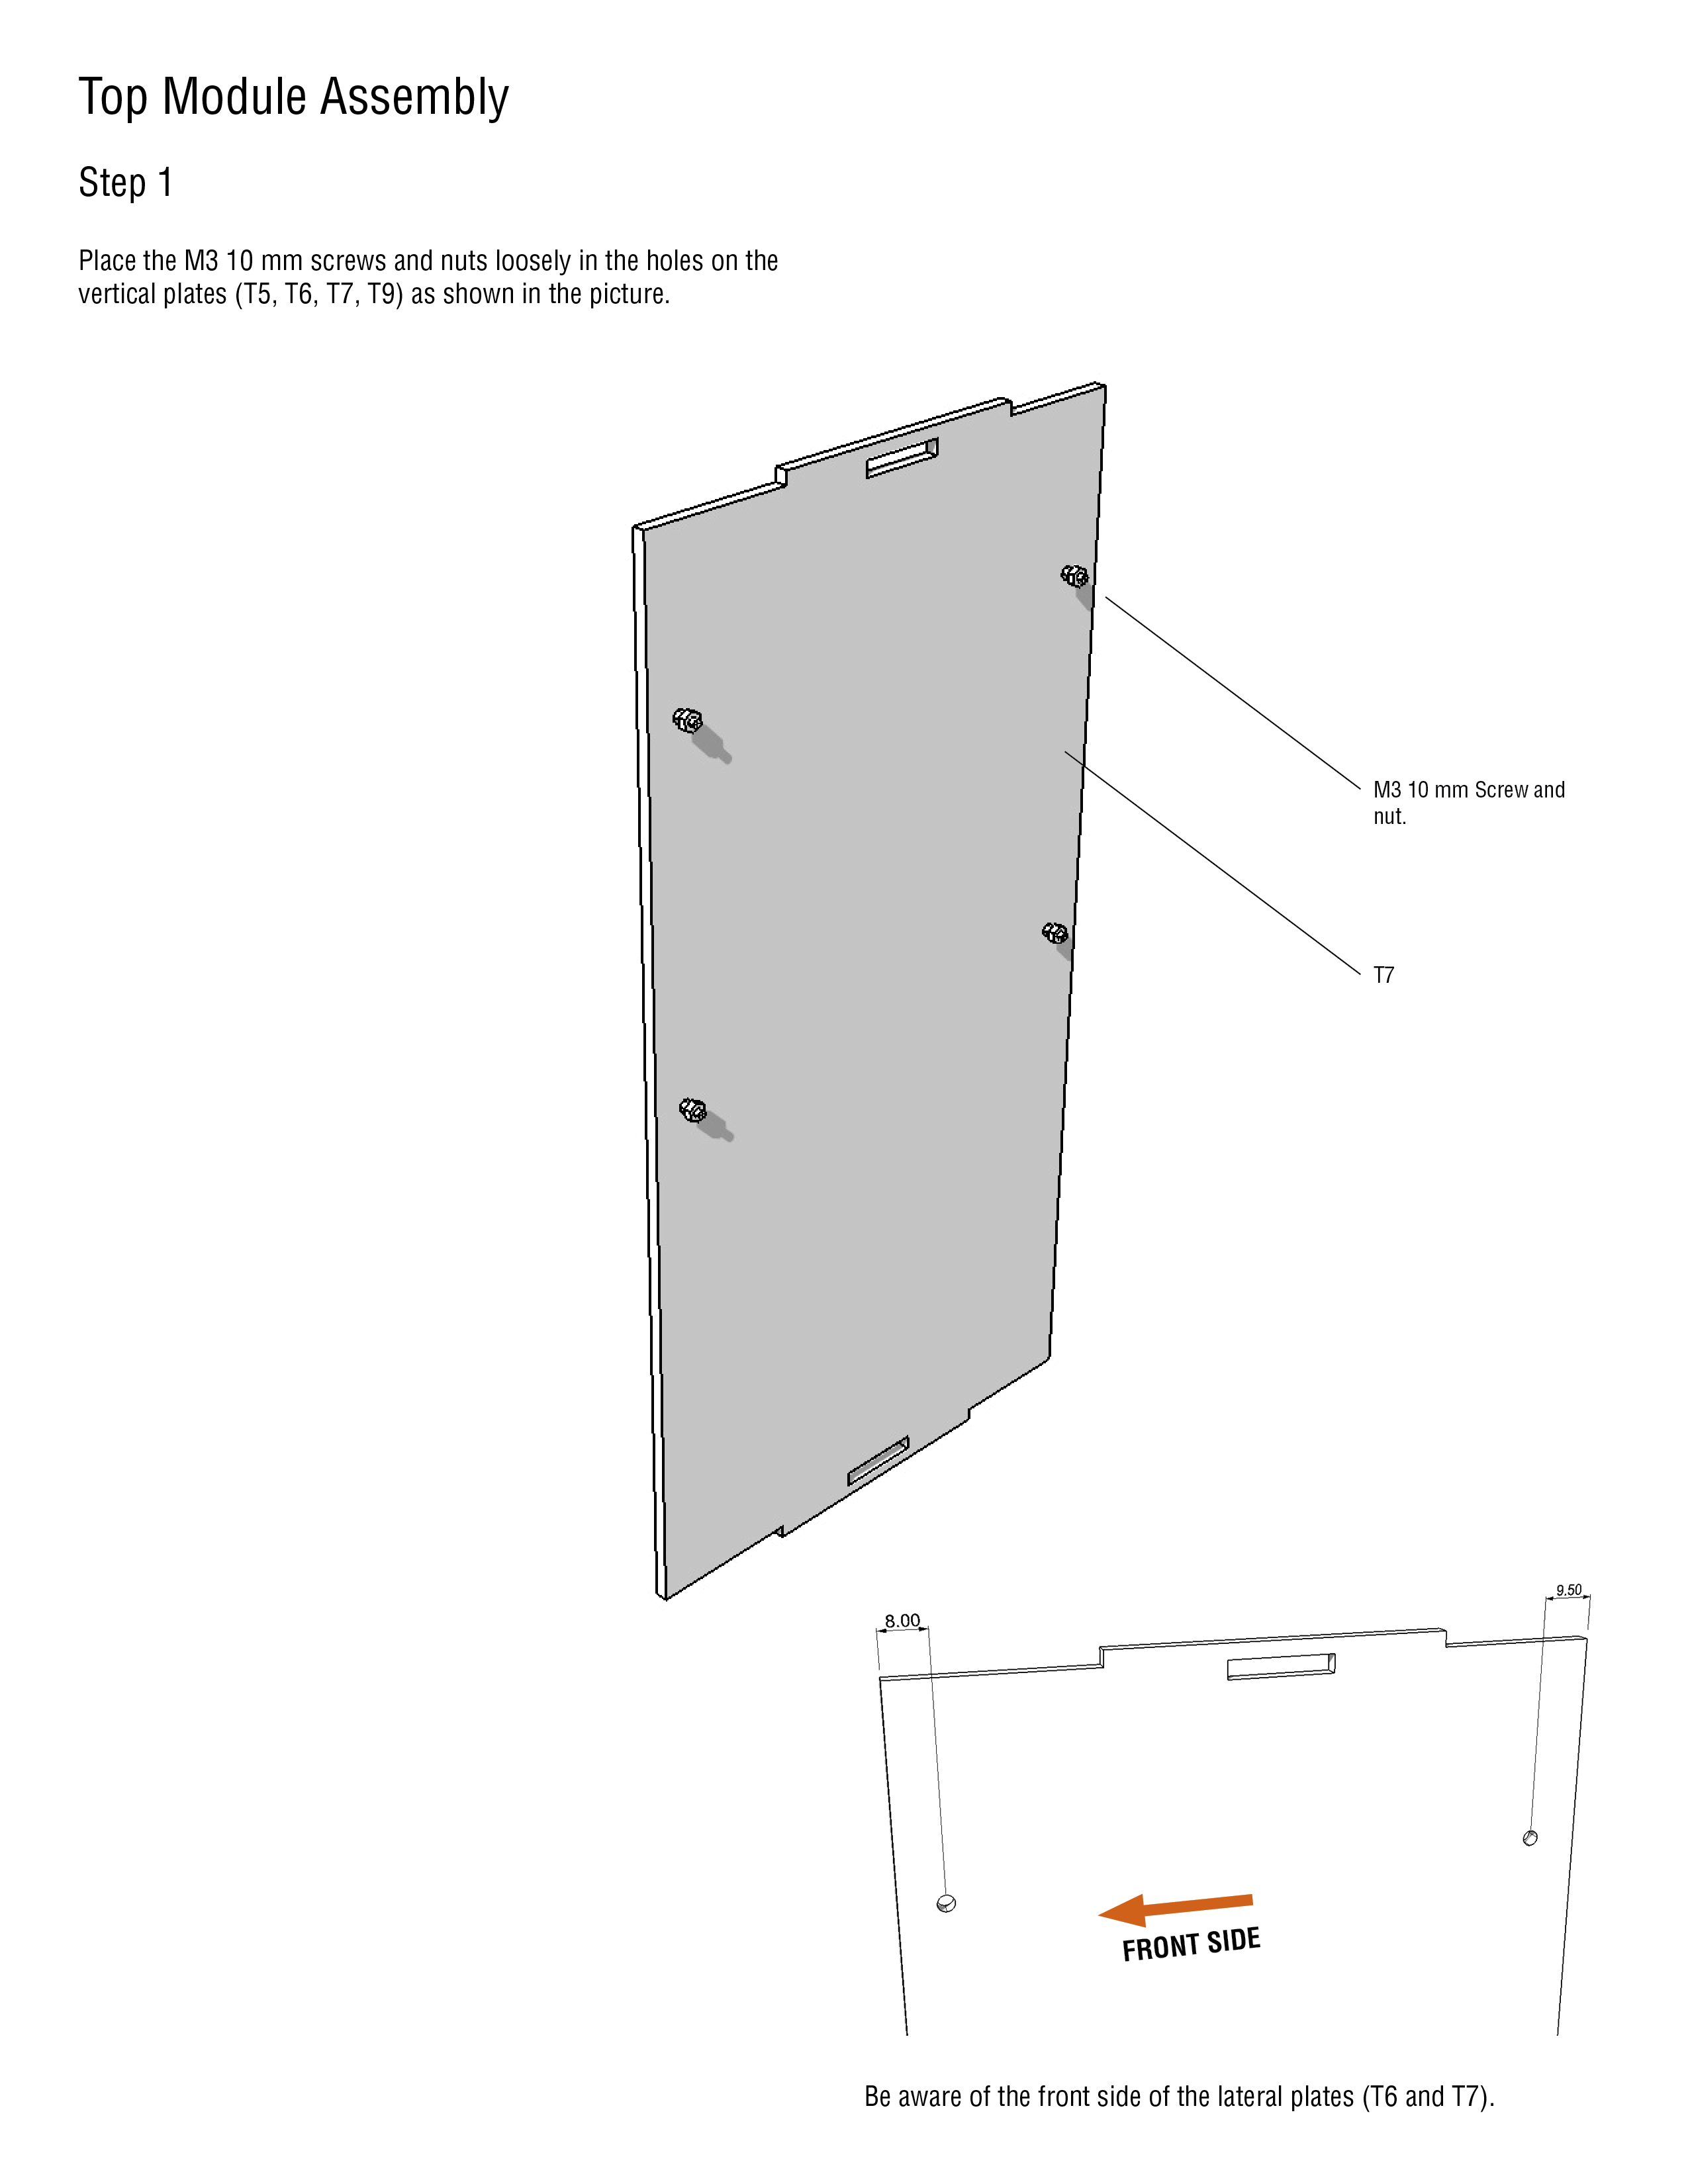 Top Module Assembly
Step 1
Place the M3 10 mm screws and nuts loosely in the holes on the
vertical plates (T5, T6, T7, T9) as shown in the picture.
M3 10 mm Screw and
nut.
T7
9.50
8.00
FRONT SIDE
Be aware of the front side of the lateral plates (T6 and T7).